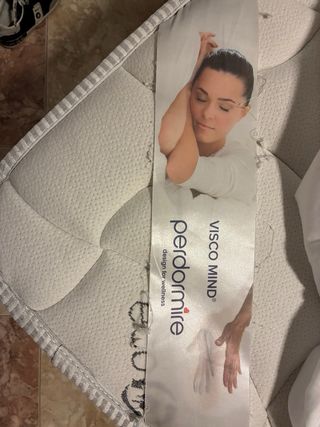 VISCO MIND®
perdormire
design for wellness